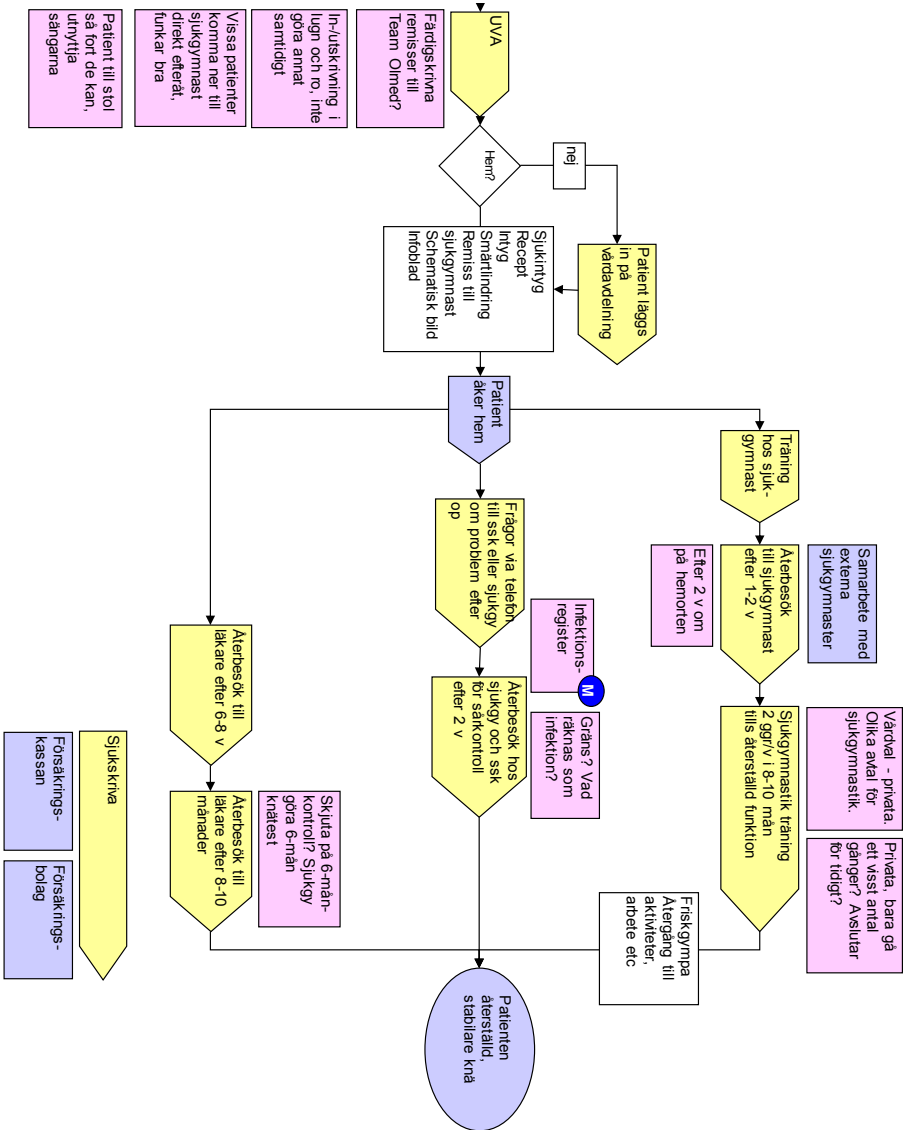 UVA
Färdigskrivna
remisser till
Team Olmed?
In-/utskrivning i
lugn och ro, inte
göra annat
samtidigt
Vissa patienter
komma ner till
sjukgymnast
direkt efteråt,
funkar bra
Patient till stol
så fort de kan,
utnyttja
sängarna
Hem?
nej
Patient läggs
in på
vårdavdelning
Sjukintyg
Recept
Intyg
Smärtlindring
Remiss till
sjukgymnast
Schematisk bild
Infoblad
Patient
åker hem
Träning
hos sjuk-
gymnast
Samarbete med
externa
sjukgymnaster
Återbesök
till sjukgymnast
efter 1-2 v
Efter 2 v om
på hemorten
Vårdval - privata.
Olika avtal för
sjukgymnastik.
Privata, bara gå
ett visst antal
gånger? Avslutar
för tidigt?
Sjukgymnastik träning
2 ggr/v i 8-10 mån
tills återställd funktion
Friskgympa
Återgång till
aktiviteter,
arbete etc
Frågor via telefon
till ssk eller sjukgy
om problem efter
op
Infektions-
register
M
Gräns? Vad
räknas som
infektion?
Återbesök hos
sjukgy och ssk
för sårkontroll
efter 2 v
Patienten
återställd,
stabilare knä
Återbesök till
läkare efter 6-8 v
Återbesök till
läkare efter 8-10
månader
Skjuta på 6-mån-
kontroll? Sjukgy
göra 6-mån
knätest
Sjukskriva
Försäkrings-
kassan
Försäkrings-
bolag